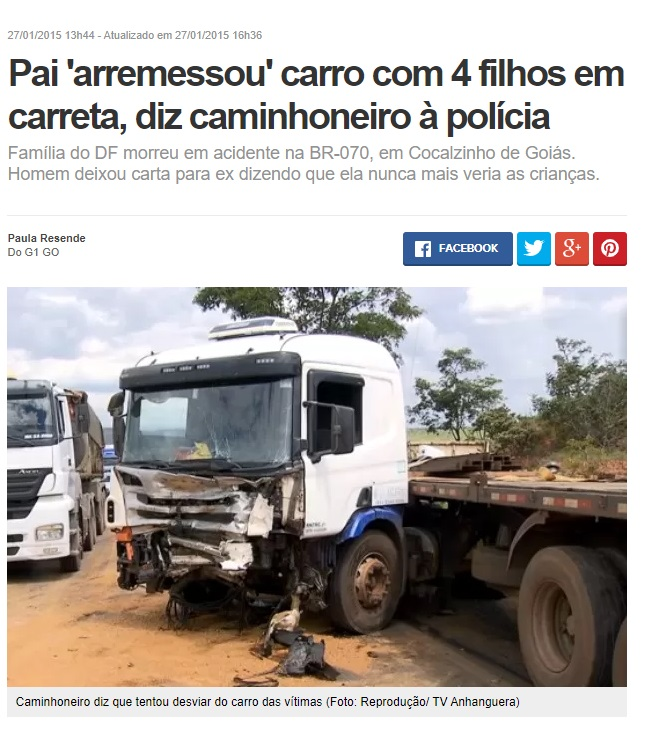 27/01/2015 13h44 - Atualizado em 27/01/2015 16h36
Pai 'arremessou' carro com 4 filhos em
carreta, diz caminhoneiro à polícia
Família do DF morreu em acidente na BR-070, em Cocalzinho de Goiás.
Homem deixou carta para ex dizendo que ela nunca mais veria as crianças.
Paula Resende
Do G1 GO
FACEBOOK
Caminhoneiro diz que tentou desviar do carro das vítimas (Foto: Reprodução/ TV Anhanguera)